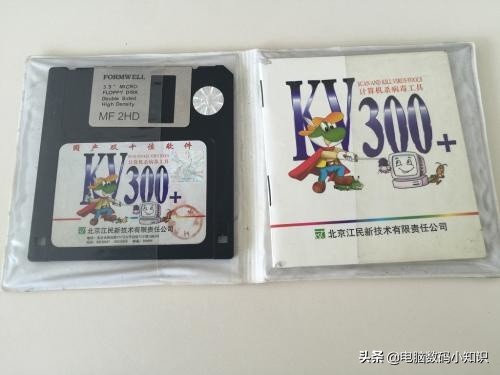 FORMWELL
3.5" MICRO
FLOPPY DISK
Double Sided
High Density
MF 2HD
国产双十佳软件
KV300+
计算机杀病毒工具
北京江民新技术有限责任公司
SCAN AND KILL VIRUS TOOLS
计算机杀病毒工具
KV300+
北京江民新技术有限责任公司
头条 @电脑数码小知识